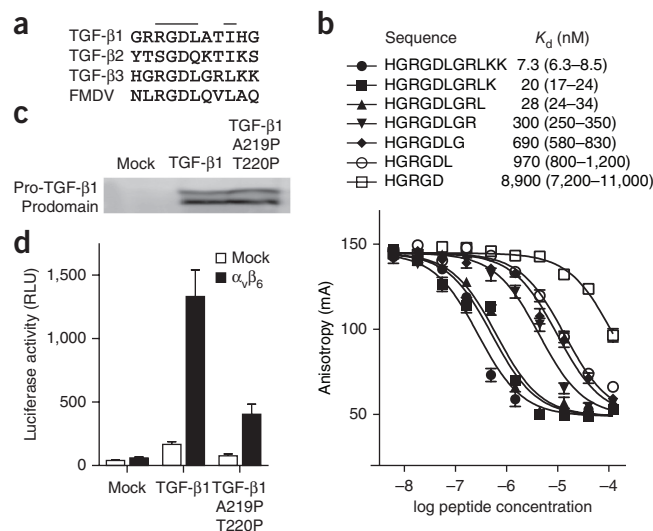 a
TGF-β1 GRRGDLATIHG
TGF-β2 YTSGDQKTIKS
TGF-β3 HGRGDLGRLKK
FMDV NLRGDLQVLAQ
b
Sequence Kd (nM)
HGRGDLGRLKK 7.3 (6.3–8.5)
HGRGDLGRLK 20 (17–24)
HGRGDLGRL 28 (24–34)
HGRGDLGR 300 (250–350)
HGRGDLG 690 (580–830)
HGRGDL 970 (800–1,200)
HGRGD 8,900 (7,200–11,000)
150
100
50
Anisotropy (mA)
–8 –7 –6 –5 –4
log peptide concentration
c
Mock TGF-β1 TGF-β1
A219P
T220P
Pro-TGF-β1
Prodomain
d
Mock
αvβ6
1,500
1,000
500
0
Luciferase activity (RLU)
Mock TGF-β1 TGF-β1
A219P
T220P